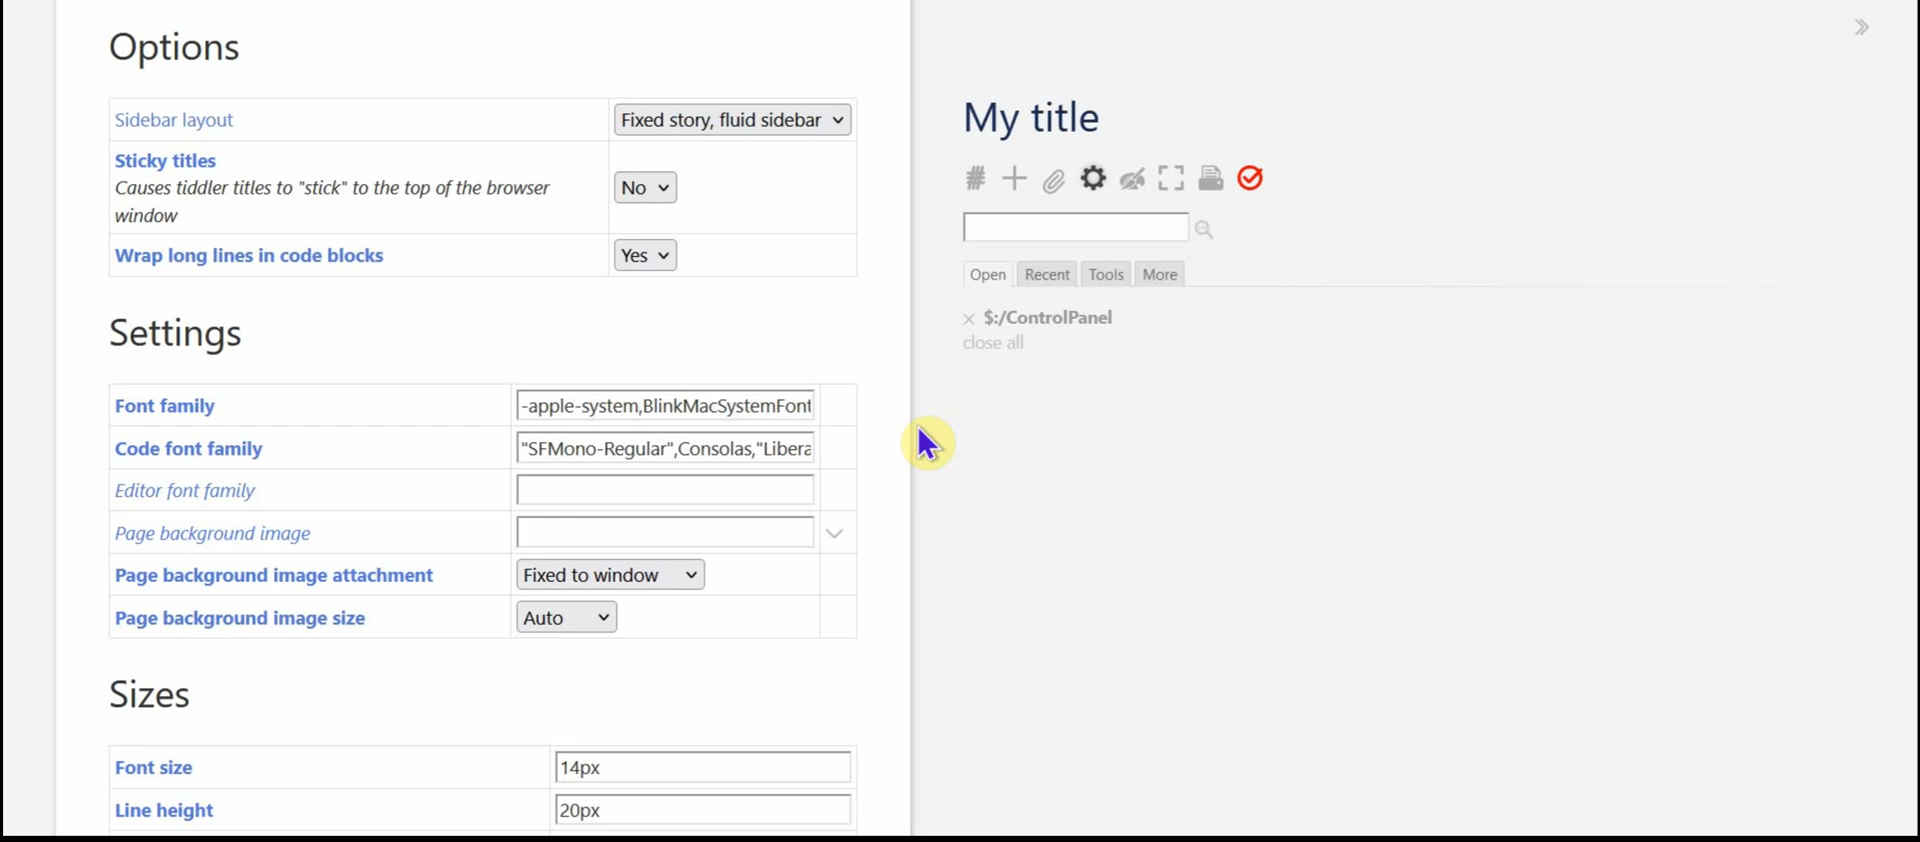 Options
Sidebar layout
Fixed story, fluid sidebar
Sticky titles
Causes tiddler titles to "stick" to the top of the browser
window
No
Wrap long lines in code blocks
Yes
Settings
Font family
-apple-system,BlinkMacSystemFont
Code font family
"SFMono-Regular",Consolas,"Libera
Editor font family
Page background image
Page background image attachment
Fixed to window
Page background image size
Auto
Sizes
Font size
14px
Line height
20px
My title
Open Recent Tools More
$:/ControlPanel
close all